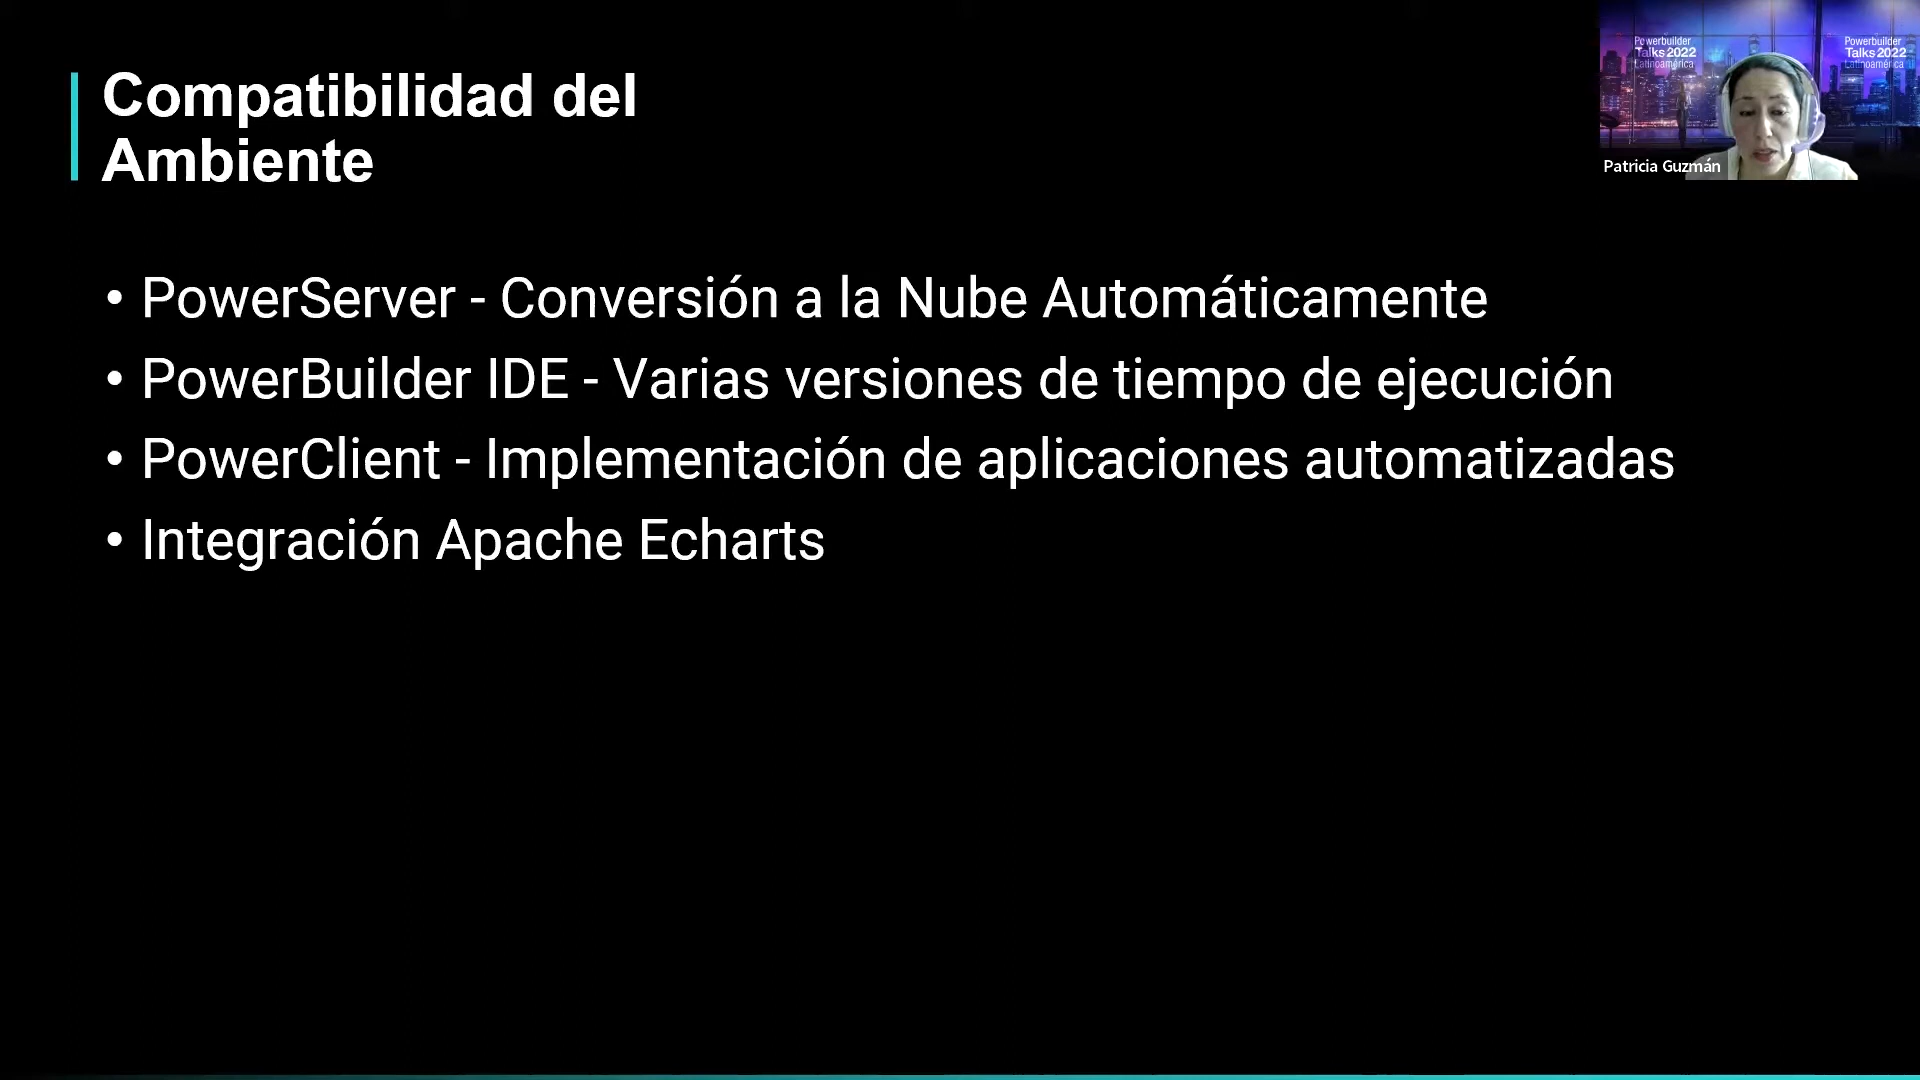 Compatibilidad del
Ambiente
• PowerServer - Conversión a la Nube Automáticamente
• PowerBuilder IDE - Varias versiones de tiempo de ejecución
• PowerClient - Implementación de aplicaciones automatizadas
• Integración Apache Echarts
Powerbuilder
Talks 2022
Latinoamérica
Powerbuilder
Talks 2022
Latinoamérica
Patricia Guzmán